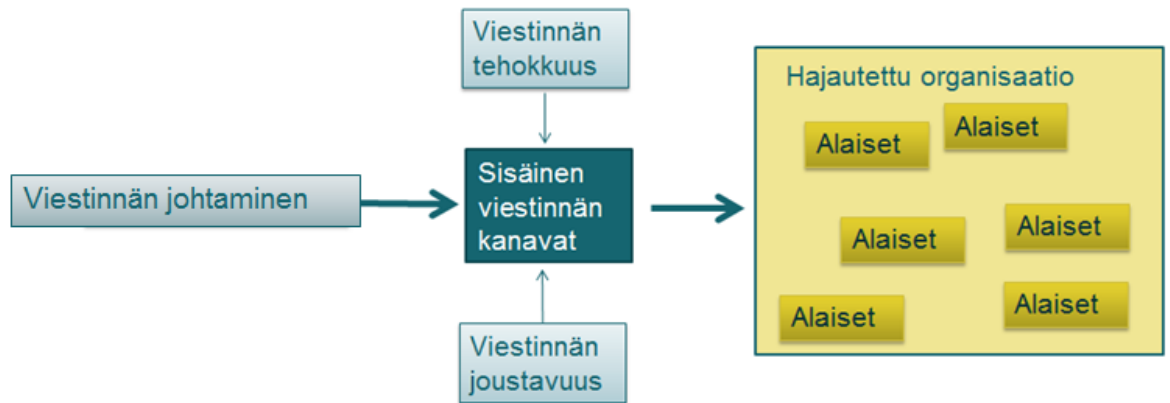 Viestinnän
tehokkuus
Hajautettu organisaatio
Alaiset
Alaiset
Viestinnän johtaminen
Sisäinen
viestinnän
kanavat
Alaiset
Alaiset
Alaiset
Alaiset
Viestinnän
joustavuus